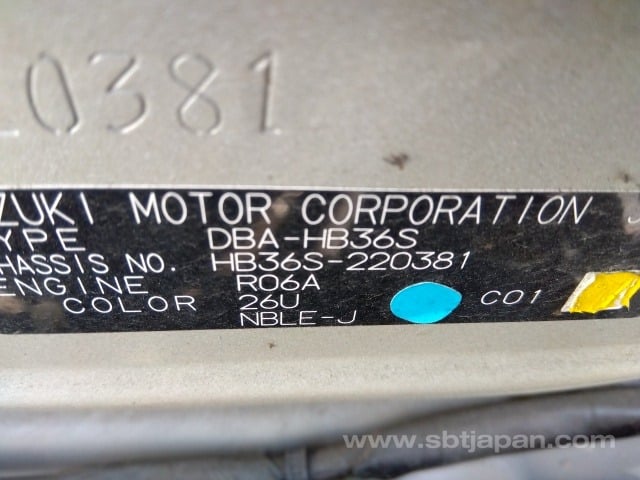 0381
ZUKI MOTOR CORPORATION J
YPE DBA-HB36S
HASSIS NO. HB36S-220381
ENGINE R06A
COLOR 26U C01
NBLE-J
www.sbtjapan.com